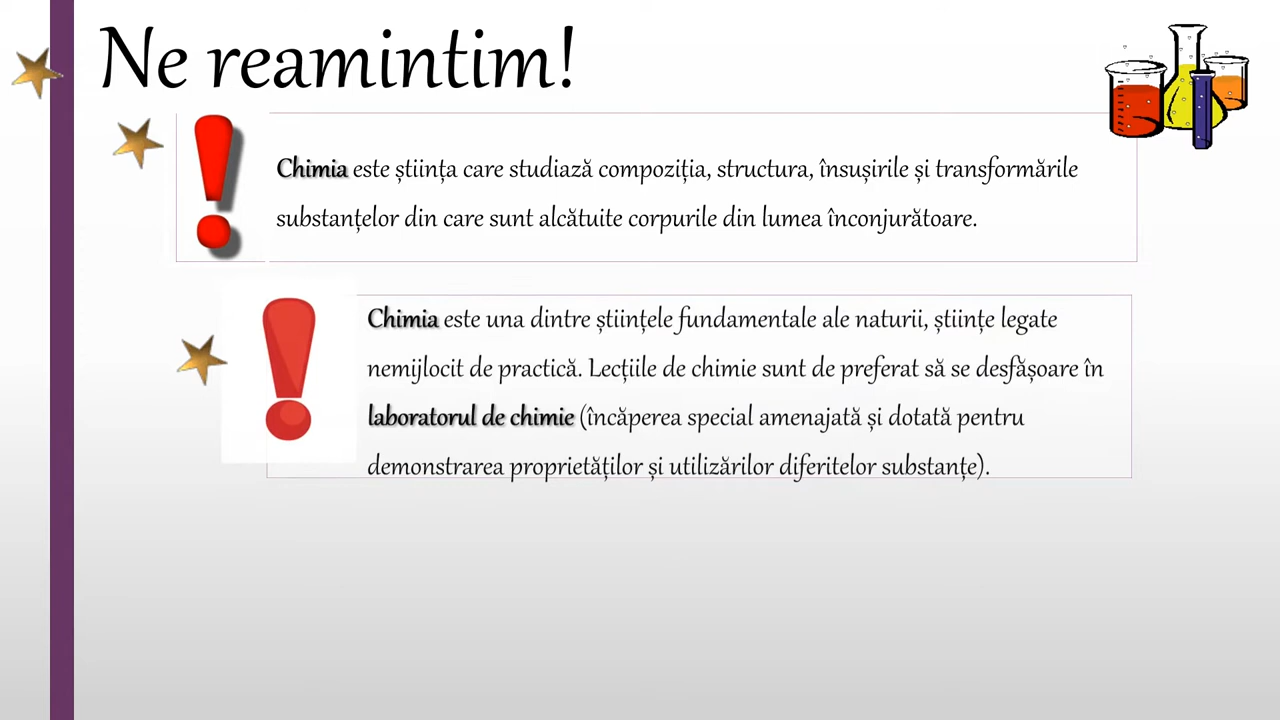 Ne reamintim!
Chimia este știința care studiază compoziția, structura, însușirile și transformările
substanțelor din care sunt alcătuite corpurile din lumea înconjurătoare.
Chimia este una dintre științele fundamentale ale naturii, științe legate
nemijlocit de practică. Lecțiile de chimie sunt de preferat să se desfășoare în
laboratorul de chimie (încăperea special amenajată și dotată pentru
demonstrarea proprietăților și utilizărilor diferitelor substanțe).